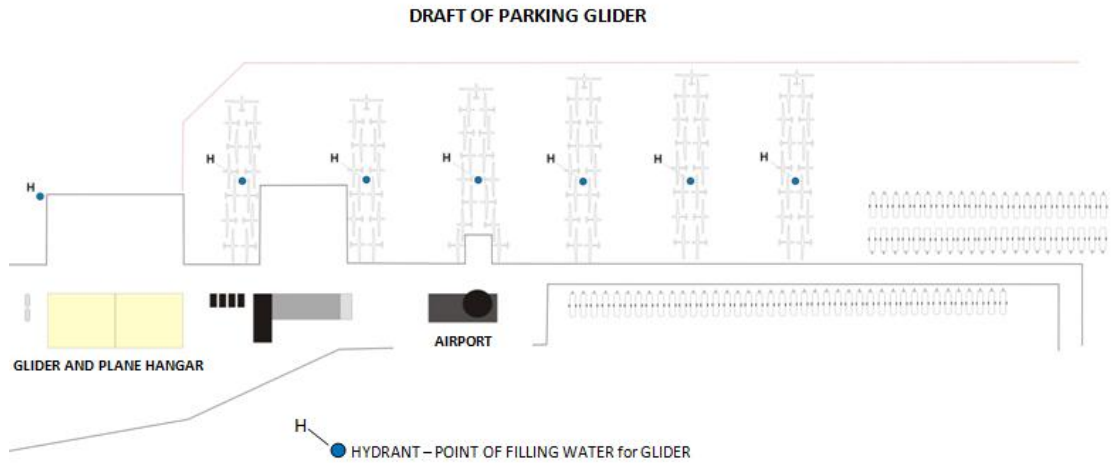 DRAFT OF PARKING GLIDER
H
H
H
H
H
H
H
AIRPORT
GLIDER AND PLANE HANGAR
H
HYDRANT – POINT OF FILLING WATER for GLIDER